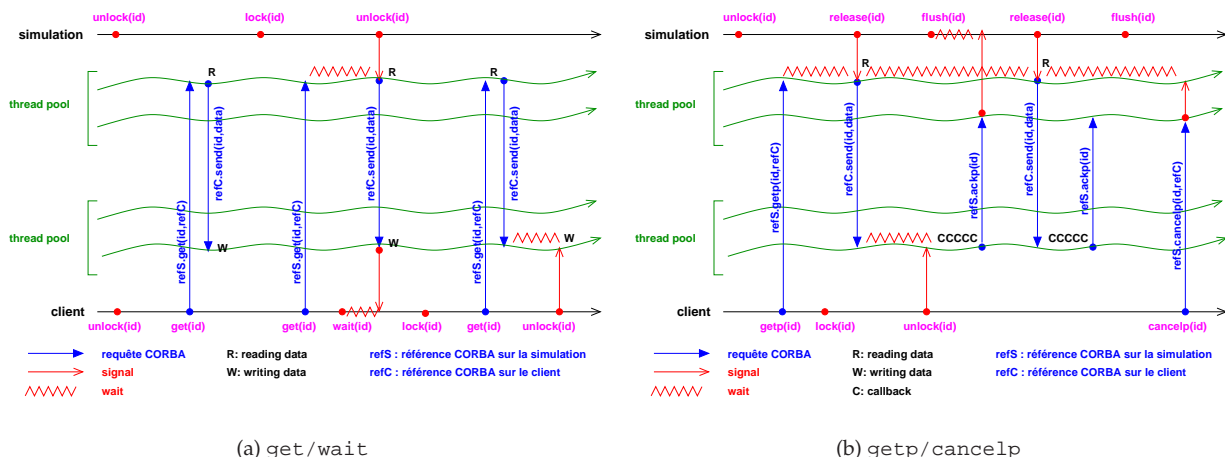 unlock(id) lock(id) unlock(id)
simulation
R R R
thread pool
refS.get(id,refC) refC.send(id,data) refS.get(id,refC) refC.send(id,data) refS.get(id,refC) refC.send(id,data)
thread pool
W W W
client
unlock(id) get(id) get(id) wait(id) lock(id) get(id) unlock(id)
requête CORBA R: reading data refS : référence CORBA sur la simulation
signal W: writing data refC : référence CORBA sur le client
wait
(a) get/wait
unlock(id) release(id) flush(id) release(id) flush(id)
simulation
R R
thread pool
refS.getp(id,refC) refC.send(id,data) refS.ackp(id) refC.send(id,data) refS.ackp(id) refS.cancelp(id,refC)
thread pool
CCCCC CCCCC
client
getp(id) lock(id) unlock(id) cancelp(id)
requête CORBA R: reading data refS : référence CORBA sur la simulation
signal W: writing data refC : référence CORBA sur le client
wait C: callback
(b) getp/cancelp